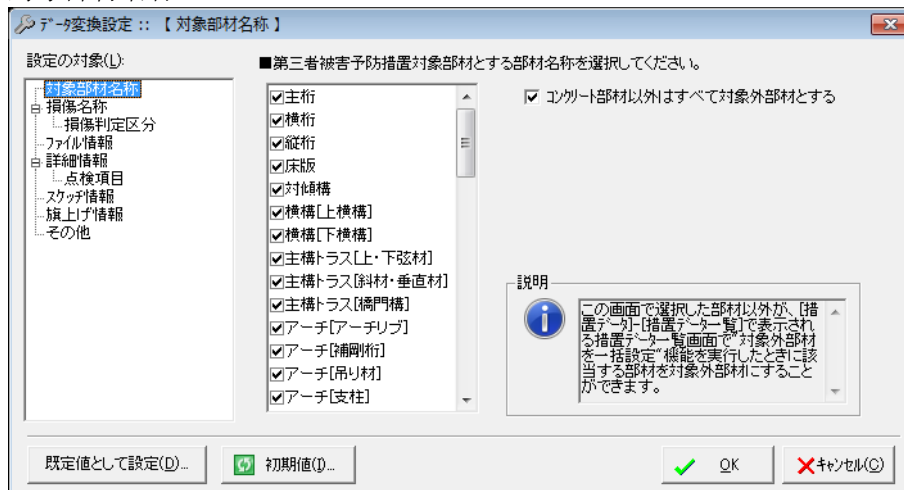 ﾃﾞｰﾀ変換設定 :: 【 対象部材名称 】
設定の対象(L):
対象部材名称
損傷名称
損傷判定区分
ﾌｧｲﾙ情報
詳細情報
点検項目
ｽｹｯﾁ情報
旗上げ情報
その他
■第三者被害予防措置対象部材とする部材名称を選択してください。
主桁
横桁
縦桁
床版
対傾構
横構[上横構]
横構[下横構]
主構トラス[上・下弦材]
主構トラス[斜材・垂直材]
主構トラス[橋門構]
アーチ[アーチリブ]
アーチ[補剛桁]
アーチ[吊り材]
アーチ[支柱]
ｺﾝｸﾘｰﾄ部材以外はすべて対象外部材とする
説明
この画面で選択した部材以外が、[措
置ﾃﾞｰﾀ]-[措置ﾃﾞｰﾀ一覧]で表示され
る措置ﾃﾞｰﾀ一覧画面で"対象外部材
を一括設定"機能を実行したときに該
当する部材を対象外部材にすること
ができます。
既定値として設定(D)...
初期値(I)...
OK
ｷｬﾝｾﾙ(C)